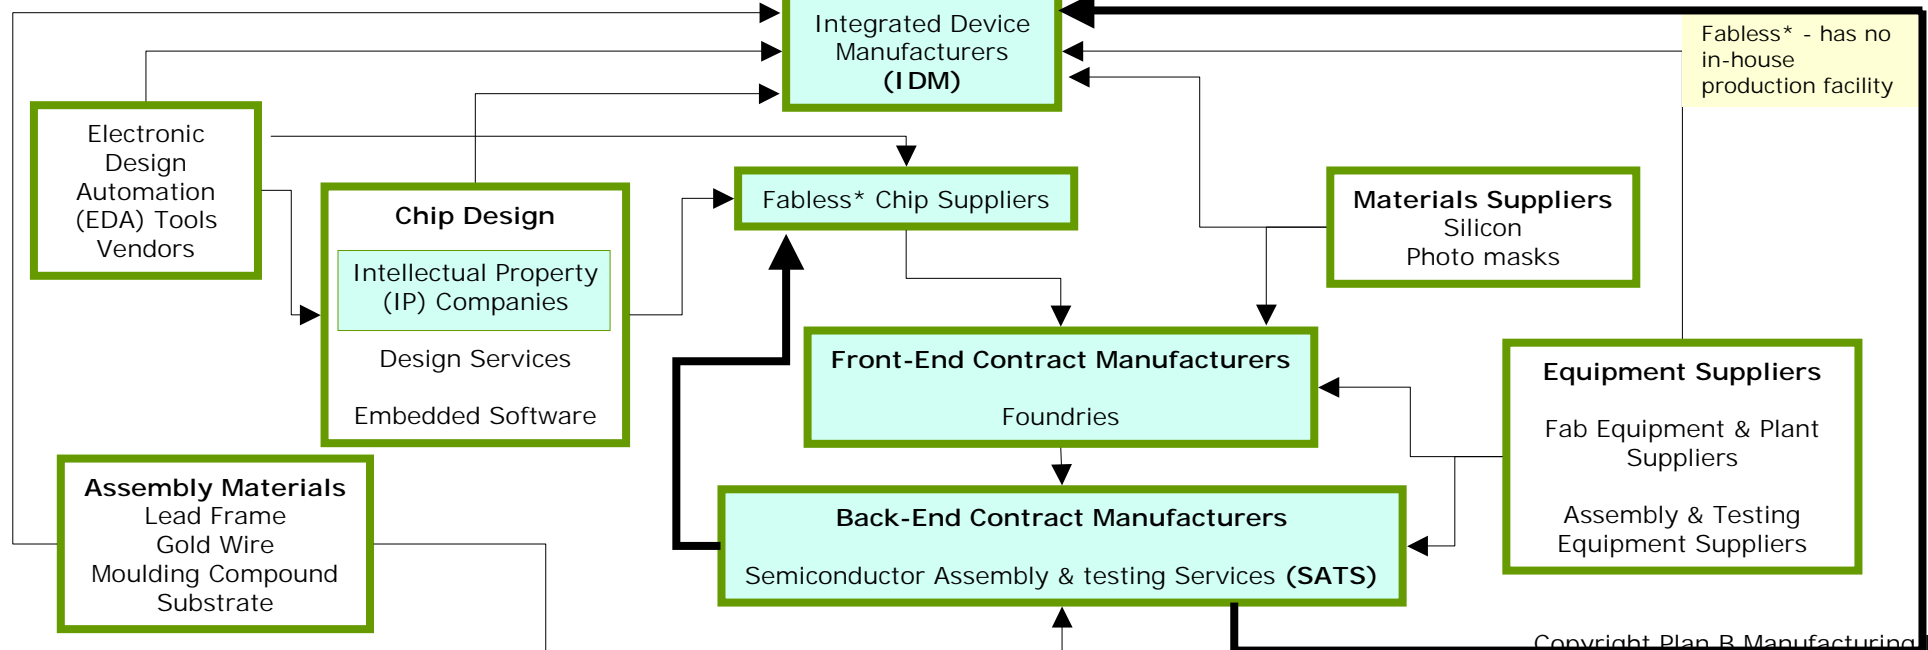 Integrated Device
Manufacturers
(IDM)
Fabless* - has no
in-house
production facility
Electronic
Design
Automation
(EDA) Tools
Vendors
Chip Design
Intellectual Property
(IP) Companies
Design Services
Embedded Software
Fabless* Chip Suppliers
Materials Suppliers
Silicon
Photo masks
Front-End Contract Manufacturers
Foundries
Equipment Suppliers
Fab Equipment & Plant
Suppliers
Assembly & Testing
Equipment Suppliers
Assembly Materials
Lead Frame
Gold Wire
Moulding Compound
Substrate
Back-End Contract Manufacturers
Semiconductor Assembly & testing Services (SATS)
Copyright Plan B Manufacturing